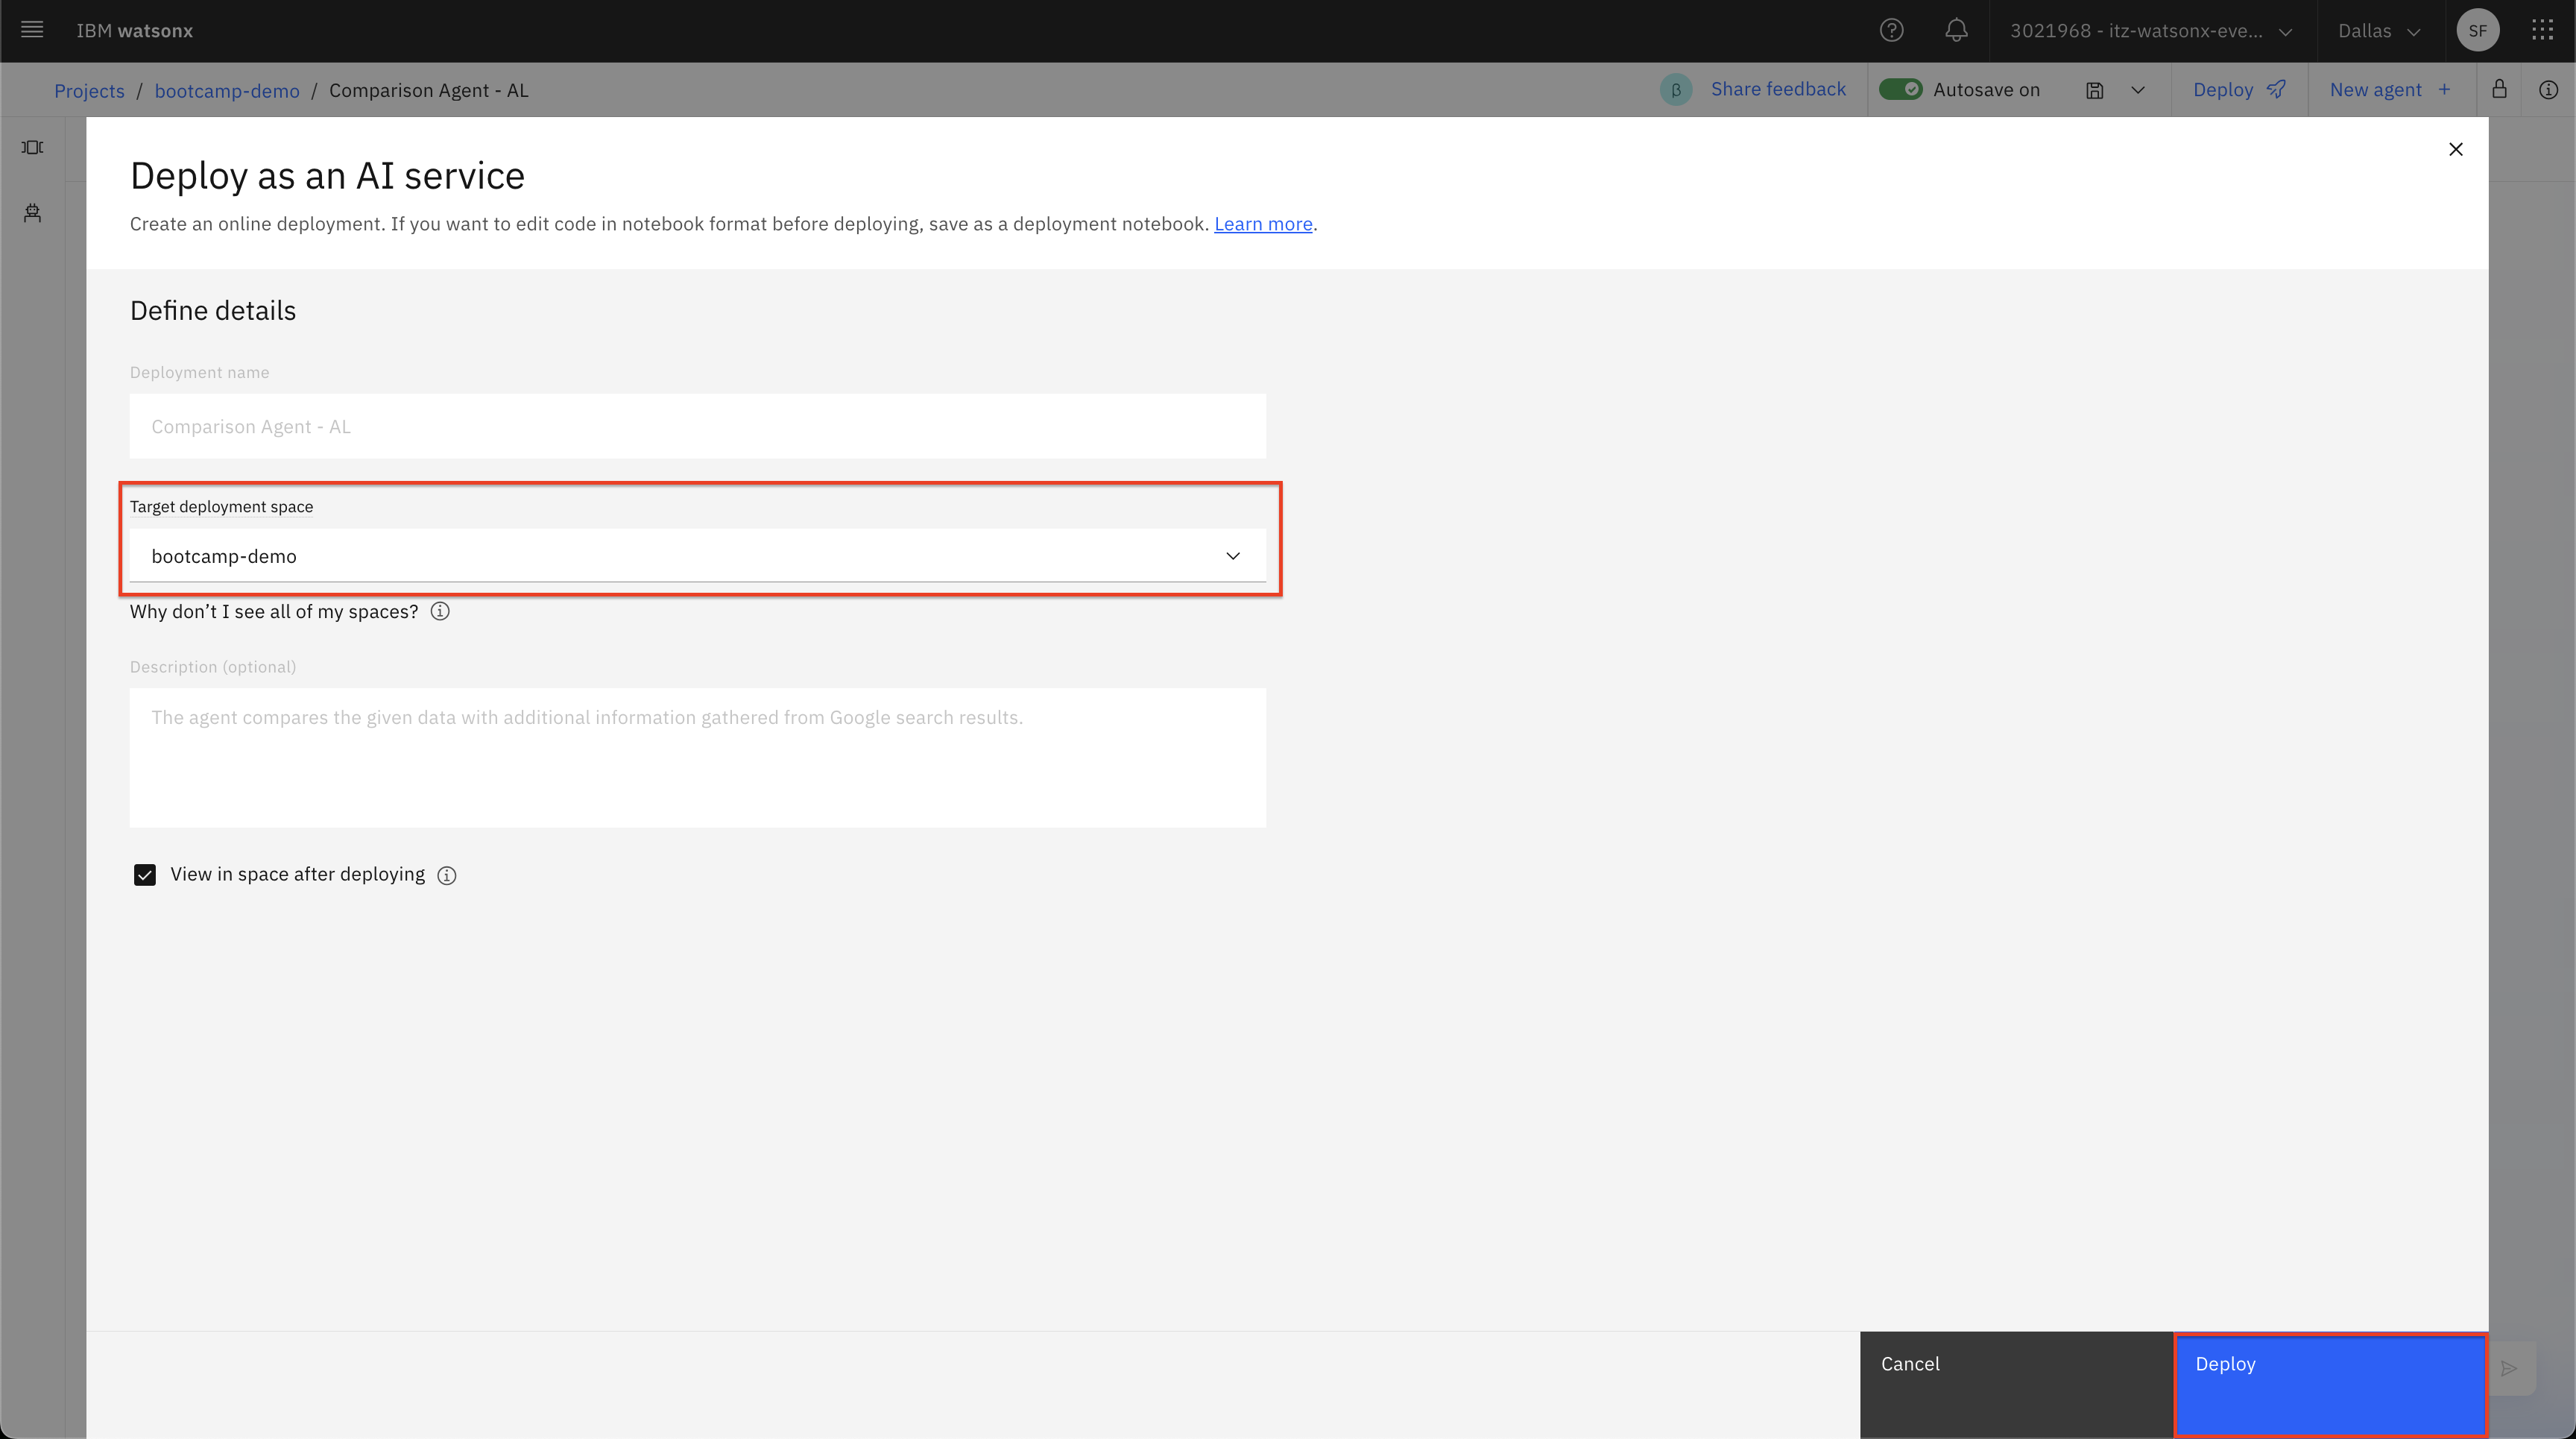 IBM watsonx
3021968 - itz-watsonx-eve...
Dallas
SF
Projects / bootcamp-demo / Comparison Agent - AL
β
Share feedback
Autosave on
Deploy
New agent +
Deploy as an AI service
Create an online deployment. If you want to edit code in notebook format before deploying, save as a deployment notebook. Learn more.
Define details
Deployment name
Comparison Agent - AL
Target deployment space
bootcamp-demo
Why don’t I see all of my spaces?
Description (optional)
The agent compares the given data with additional information gathered from Google search results.
View in space after deploying
Cancel
Deploy